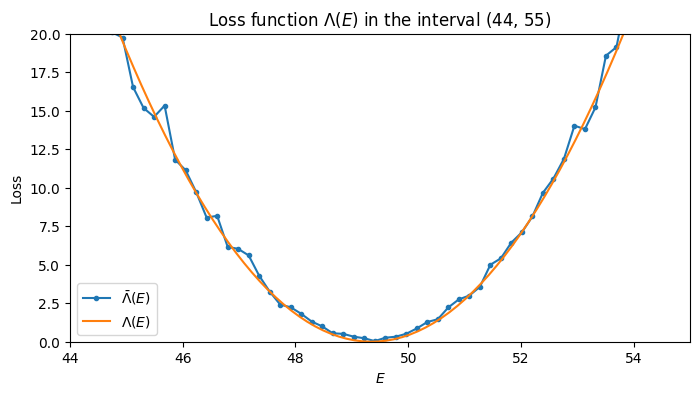 Loss function Λ(E) in the interval (44, 55)
20.0
17.5
15.0
12.5
10.0
7.5
5.0
2.5
0.0
Loss
Λ̄(E)
Λ(E)
44 46 48 50 52 54
E